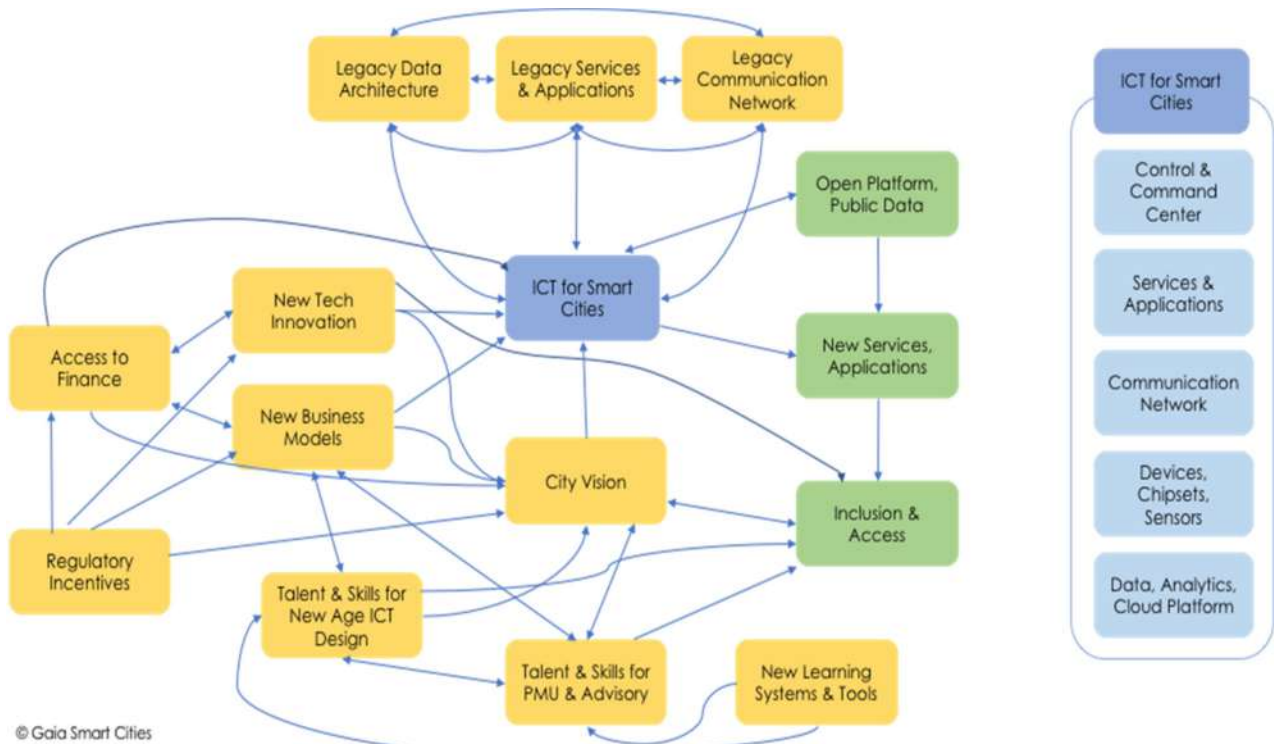 Legacy Data
Architecture
Legacy Services
& Applications
Legacy
Communication
Network
ICT for Smart
Cities
Control &
Command
Center
Services &
Applications
Communication
Network
Devices,
Chipsets,
Sensors
Data, Analytics,
Cloud Platform
Open Platform,
Public Data
ICT for Smart
Cities
New Tech
Innovation
Access to
Finance
New Services,
Applications
New Business
Models
City Vision
Inclusion &
Access
Regulatory
Incentives
Talent & Skills for
New Age ICT
Design
Talent & Skills for
PMU & Advisory
New Learning
Systems & Tools
© Gaia Smart Cities